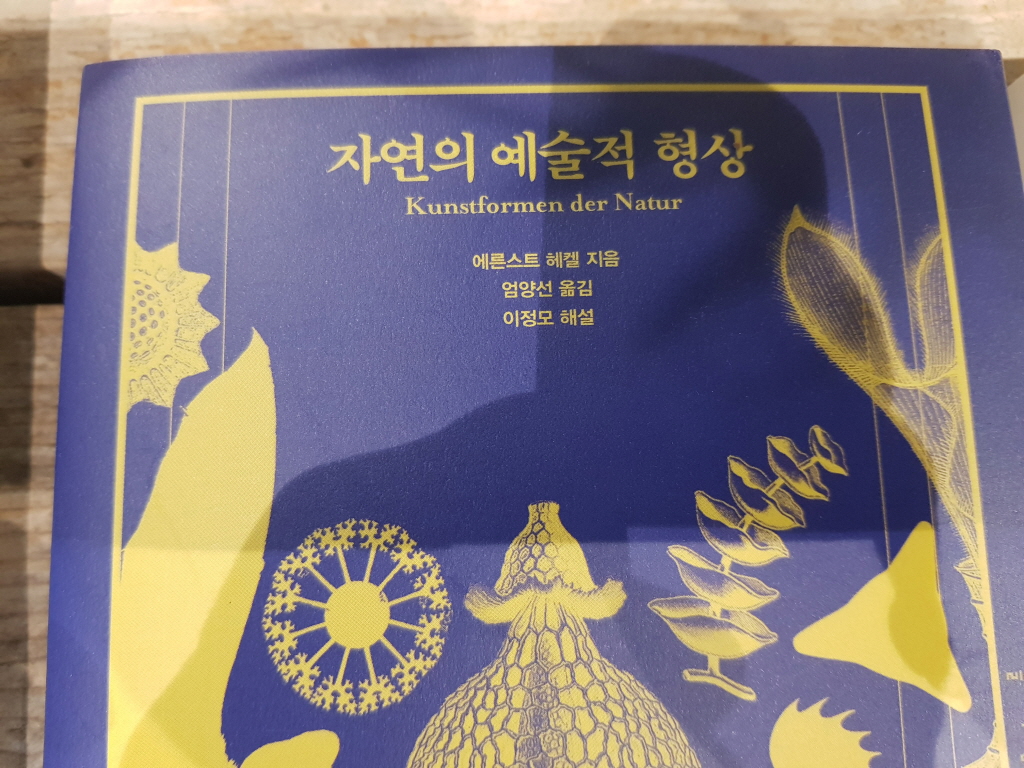 자연의 예술적 형상
Kunstformen der Natur
에른스트 헤켈 지음
엄양선 옮김
이정모 해설